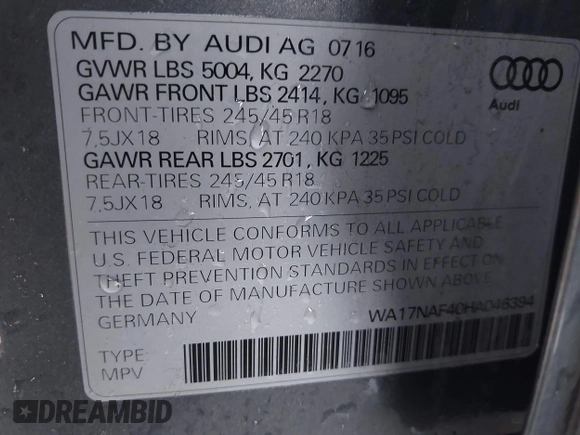 MFD. BY AUDI AG 07 16
GVWR LBS 5004, KG 2270
GAWR FRONT LBS 2414, KG 1095
FRONT-TIRES 245/45 R18
7,5JX18 RIMS, AT 240 KPA 35 PSI COLD
GAWR REAR LBS 2701, KG 1225
REAR-TIRES 245/45 R18
7,5JX18 RIMS, AT 240 KPA 35 PSI COLD
Audi
THIS VEHICLE CONFORMS TO ALL APPLICABLE
U.S. FEDERAL MOTOR VEHICLE SAFETY AND
THEFT PREVENTION STANDARDS IN EFFECT ON
THE DATE OF MANUFACTURE SHOWN ABOVE.
GERMANY
WA17NAF40HA046394
TYPE:
MPV
DREAMBID